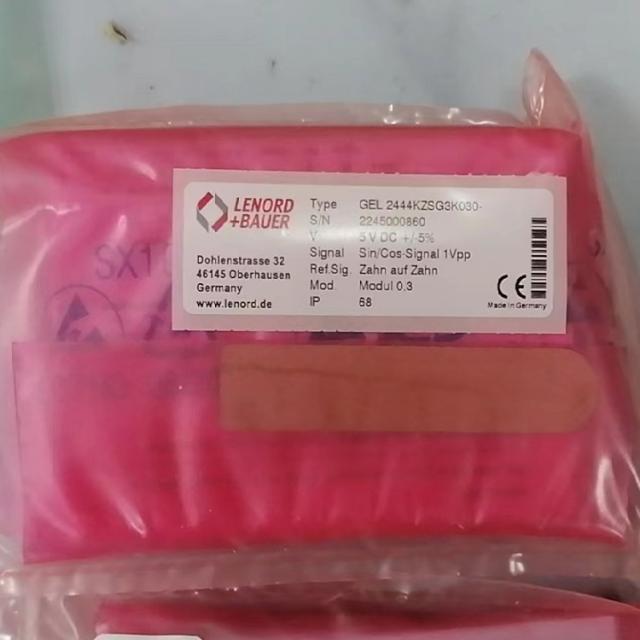 LENORD
+BAUER
Dohlenstrasse 32
46145 Oberhausen
Germany
www.lenord.de
Type GEL 2444KZSG3K030-
S/N 2245000860
V 5 V DC +/-5%
Signal Sin/Cos-Signal 1Vpp
Ref.Sig. Zahn auf Zahn
Mod. Modul 0,3
IP 68
CE
Made in Germany